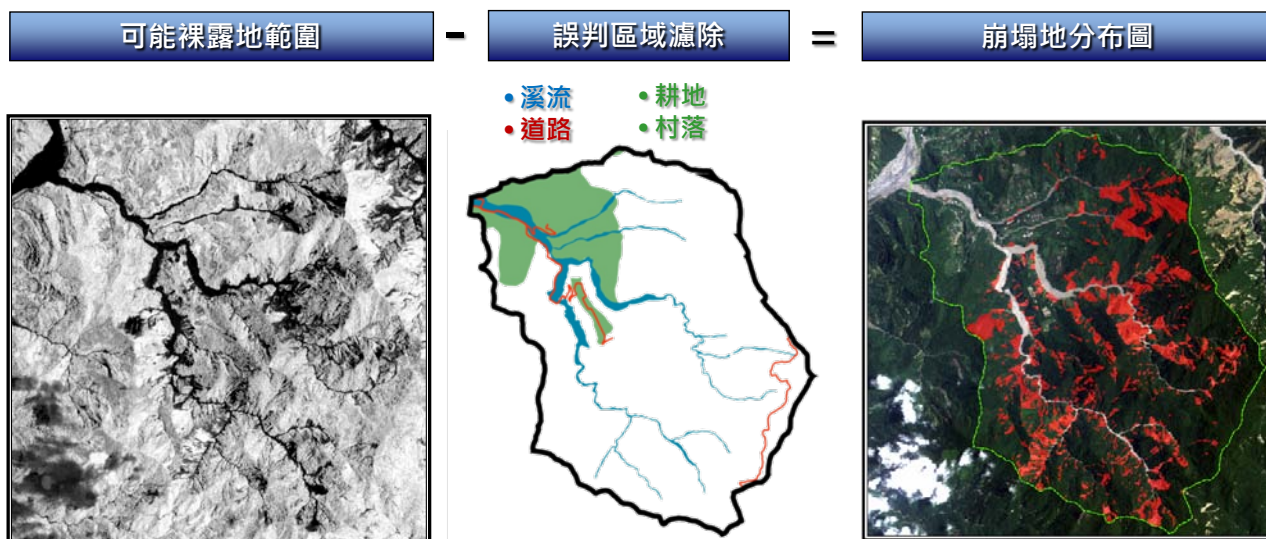 可能裸露地範圍
-
誤判區域濾除
=
崩塌地分布圖
•溪流
•耕地
•道路
•村落